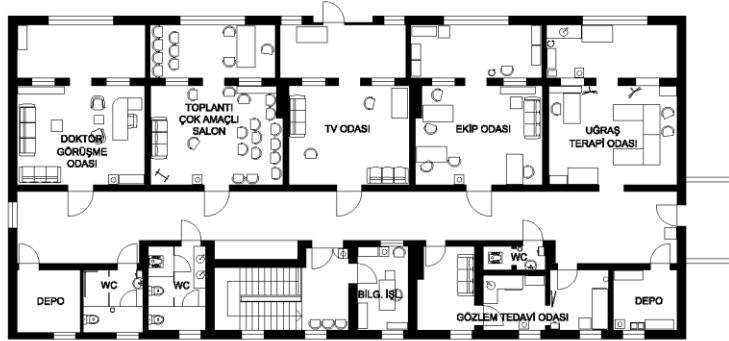 DOKTOR
GÖRÜŞME
ODASI
TOPLANTI
ÇOK AMAÇLI
SALON
TV ODASI
EKİP ODASI
UĞRAŞ
TERAPİ ODASI
DEPO
WC
WC
BİLG. İŞL
WC
GÖZLEM TEDAVİ ODASI
DEPO